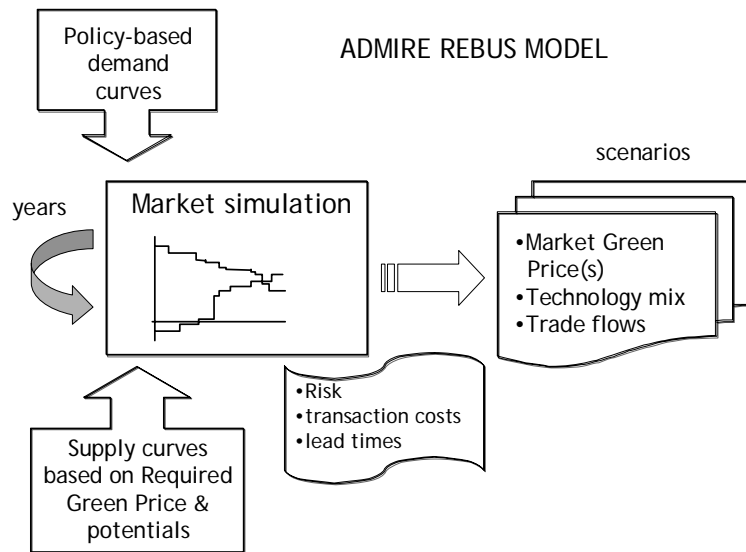 Policy-based
demand
curves
ADMIRE REBUS MODEL
scenarios
years
Market simulation
•Market Green
Price(s)
•Technology mix
•Trade flows
•Risk
•transaction costs
•lead times
Supply curves
based on Required
Green Price &
potentials